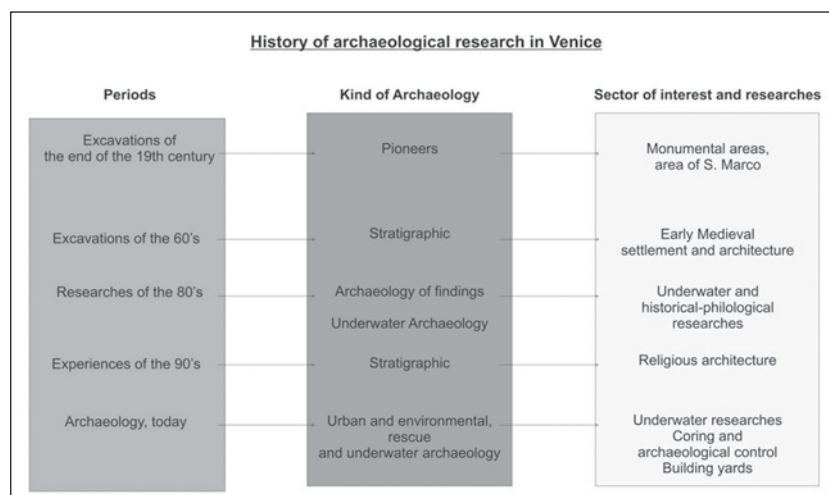 History of archaeological research in Venice
Periods
Kind of Archaeology
Sector of interest and researches
Excavations of
the end of the 19th century
Pioneers
Monumental areas,
area of S. Marco
Excavations of the 60's
Stratigraphic
Early Medieval
settlement and architecture
Researches of the 80's
Archaeology of findings
Underwater Archaeology
Underwater and
historical-philological
researches
Experiences of the 90's
Stratigraphic
Religious architecture
Archaeology, today
Urban and environmental,
rescue
and underwater archaeology
Underwater researches
Coring and
archaeological control
Building yards